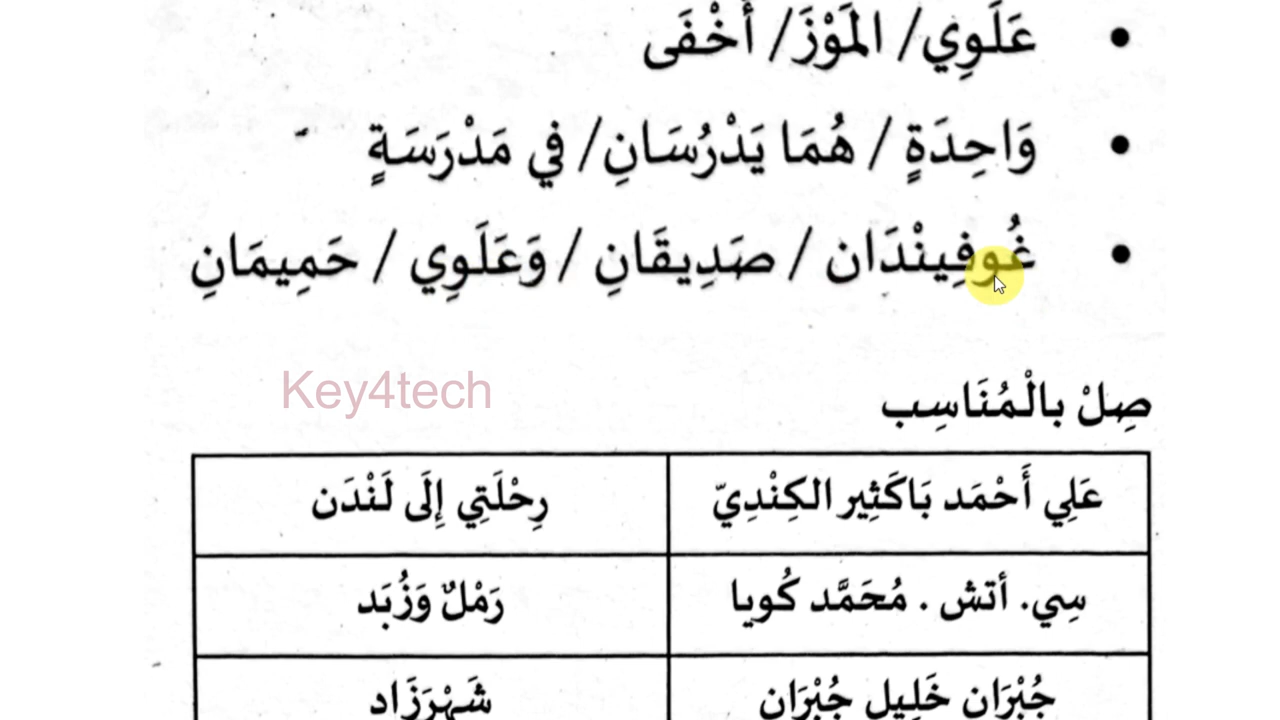 عَلَوِي/ المَوْزَ/ أَخْفَى
وَاحِدَةٍ / هُمَا يَدْرُسَانِ/ فِي مَدْرَسَةٍ
غُوفِينْدَان / صَدِيقَانِ / وَعَلَوِي / حَمِيمَانِ
Key4tech
صِلْ بالْمُنَاسِب
عَلِي أَحْمَد بَاكَثِير الكِنْدِيّ رِحْلَتِي إِلَى لَنْدَن
سِي. أتش . مُحَمَّد كُويا رَمْلٌ وَزُبَد
جُبْرَان خَلِيل جُبْرَان شَهْرَزَاد